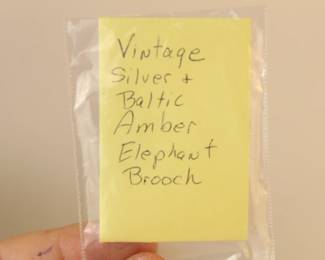 Vintage
Silver +
Baltic
Amber
Elephant
Brooch